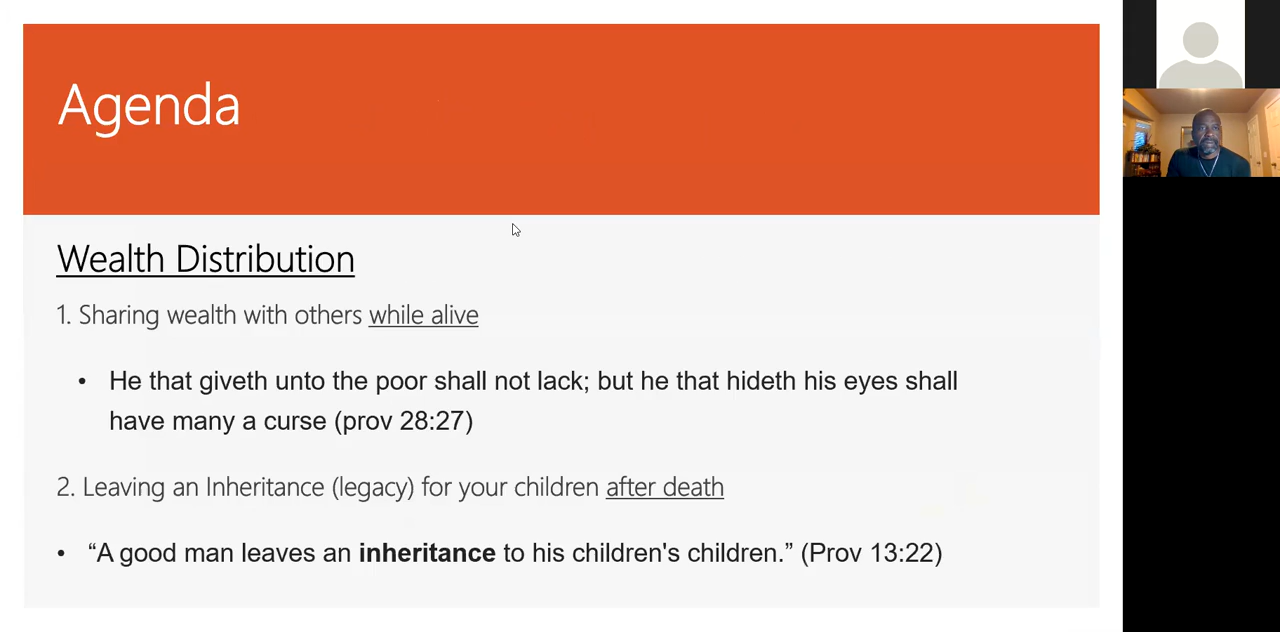 Agenda
Wealth Distribution
1. Sharing wealth with others while alive
• He that giveth unto the poor shall not lack; but he that hideth his eyes shall
have many a curse (prov 28:27)
2. Leaving an Inheritance (legacy) for your children after death
• “A good man leaves an inheritance to his children's children.” (Prov 13:22)